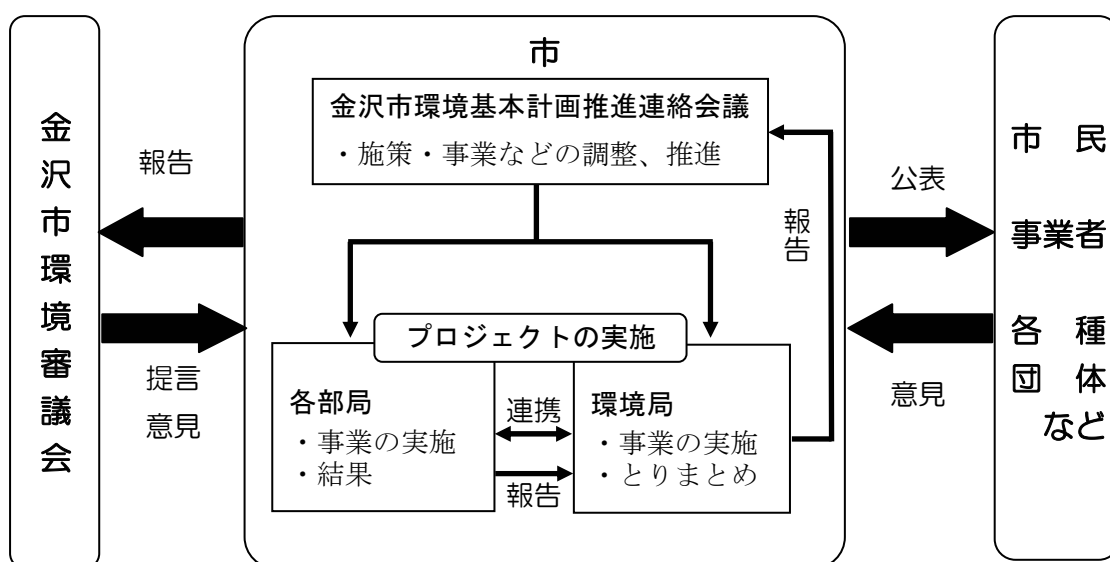 金沢市環境審議会
報告
提言
意見
市
金沢市環境基本計画推進連絡会議
・施策・事業などの調整、推進
報告
プロジェクトの実施
各部局
・事業の実施
・結果
連携
報告
環境局
・事業の実施
・とりまとめ
公表
意見
市 民
事業者
各 種
団 体
など